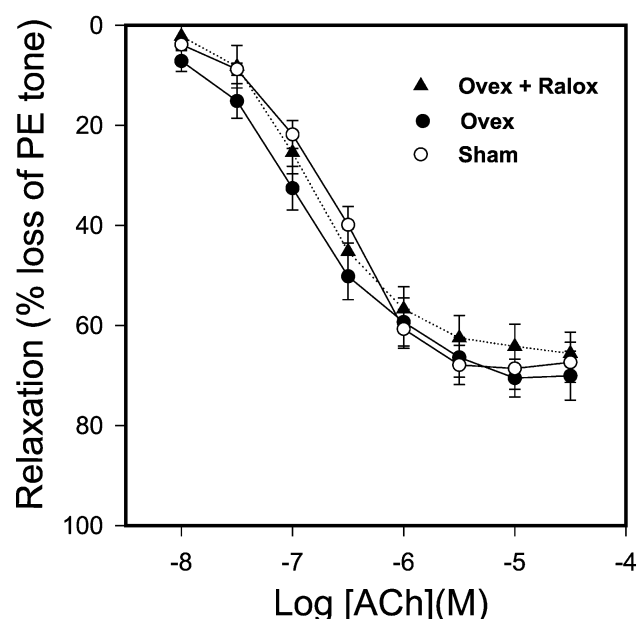 Relaxation (% loss of PE tone)
0
20
40
60
80
100
Ovex + Ralox
Ovex
Sham
-8
-7
-6
-5
-4
Log [ACh](M)